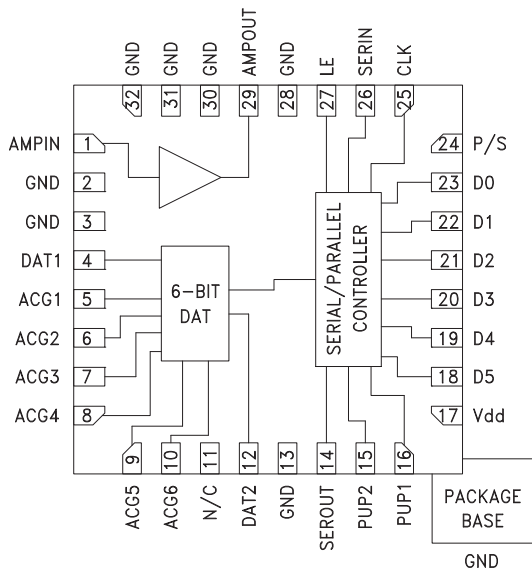 GND
GND
GND
AMPOUT
GND
LE
SERIN
CLK
32
31
30
29
28
27
26
25
AMPIN
1
GND
2
GND
3
DAT1
4
ACG1
5
ACG2
6
ACG3
7
ACG4
8
6-BIT
DAT
SERIAL/PARALLEL
CONTROLLER
24
P/S
23
D0
22
D1
21
D2
20
D3
19
D4
18
D5
17
Vdd
9
10
11
12
13
14
15
16
ACG5
ACG6
N/C
DAT2
GND
SEROUT
PUP2
PUP1
PACKAGE
BASE
GND